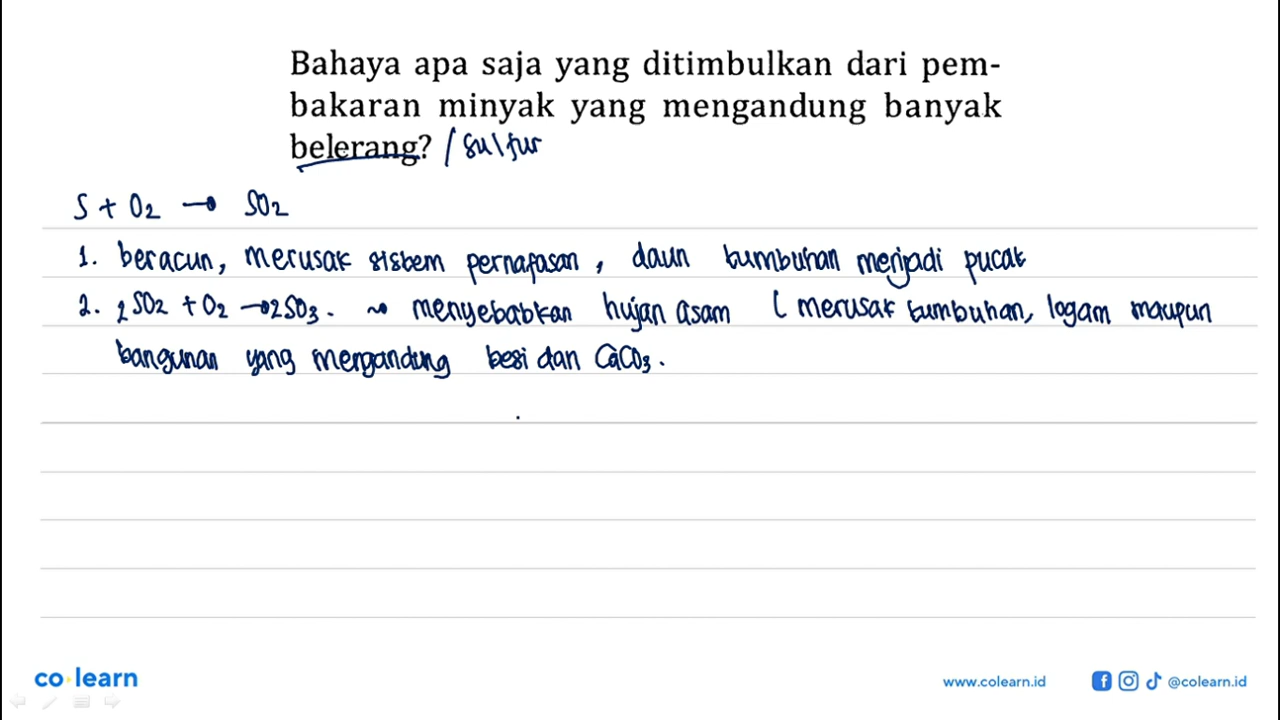 Bahaya apa saja yang ditimbulkan dari pem-
bakaran minyak yang mengandung banyak
belerang? / sulfur
S + O₂ → SO₂
1. beracun, merusak sistem pernafasan, daun tumbuhan menjadi pucat
2. 2SO₂ + O₂ → 2SO₃. ~ menyebabkan hujan asam ( merusak tumbuhan, logam maupun
bangunan yang mengandung besi dan CaCO₃.
co learn
www.colearn.id
@colearn.id